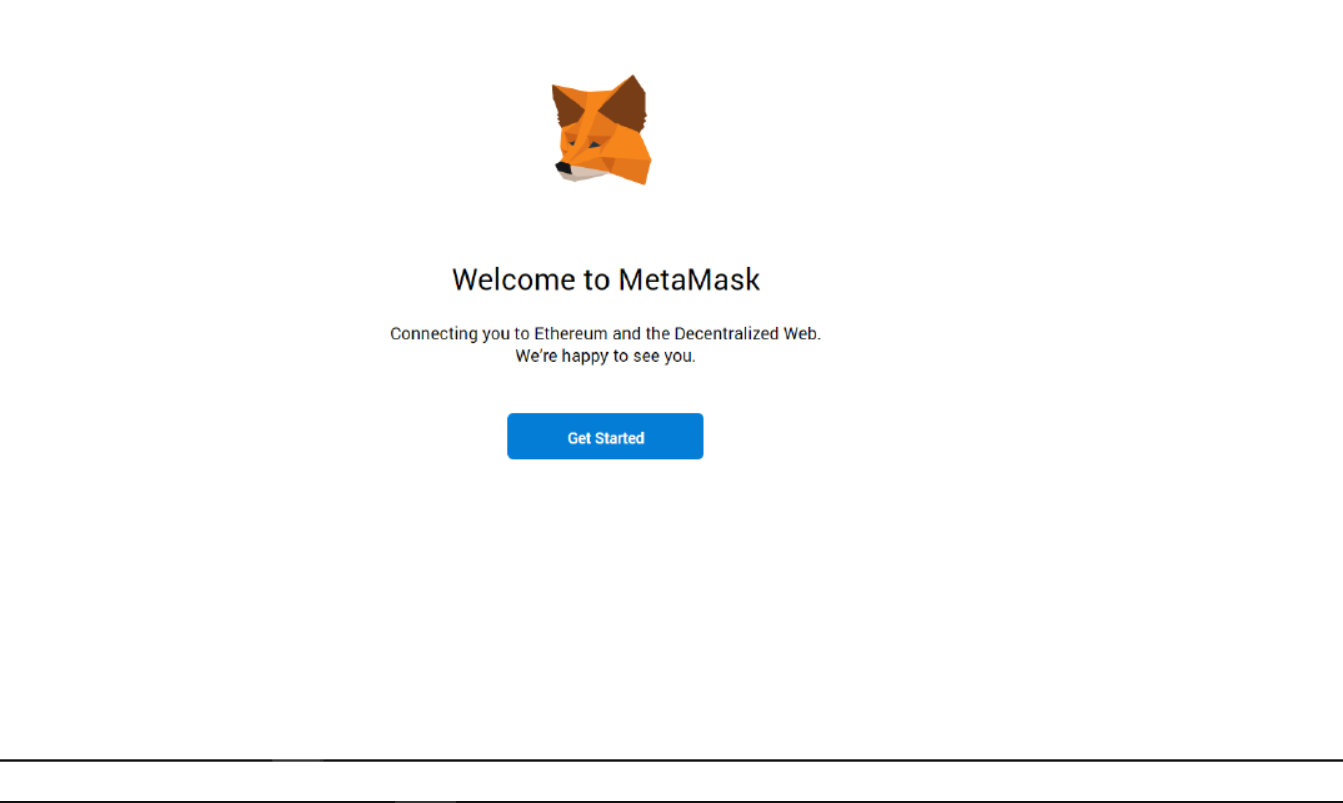 Welcome to MetaMask
Connecting you to Ethereum and the Decentralized Web.
We're happy to see you.
Get Started